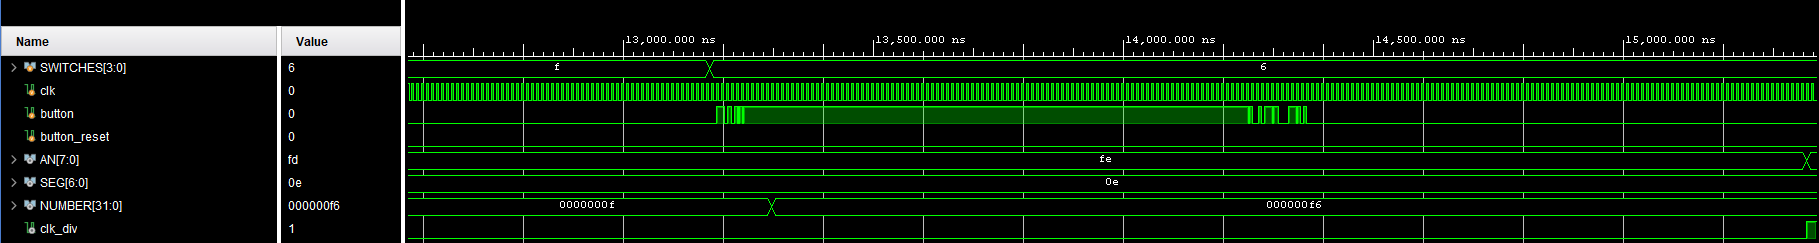 13,000.000 ns 13,500.000 ns 14,000.000 ns 14,500.000 ns 15,000.000 ns
Name Value
SWITCHES[3:0] 6 f 6
clk 0
button 0
button_reset 0
AN[7:0] fd fe
SEG[6:0] 0e 0e
NUMBER[31:0] 000000f6 0000000f 000000f6
clk_div 1